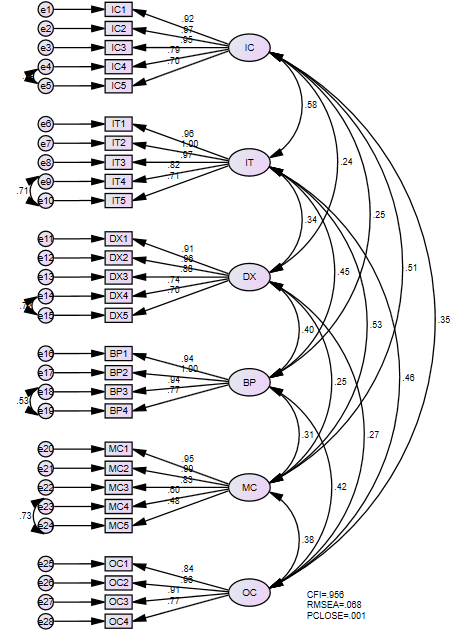 e1 IC1 .92
e2 IC2 .97
e3 IC3 .95 IC
e4 IC4 .79
e5 IC5 .70
.58
e6 IT1 .96
e7 IT2 1.00
e8 IT3 .97 IT .24
e9 IT4 .82
.71
e10 IT5 .71
.25
.34
e11 DX1 .91
e12 DX2 .96
e13 DX3 .88 DX .45 .51
e14 DX4 .74
e15 DX5 .70
.35
.40 .53
e16 BP1 .94
e17 BP2 1.00
e18 BP3 .94 BP .25 .46
.53
e19 BP4 .77
.31 .27
e20 MC1 .95
e21 MC2 .99
e22 MC3 .83 MC .42
e23 MC4 .60
.73
e24 MC5 .48
.38
e25 OC1 .84
e26 OC2
e27 OC3 .91 OC
e28 OC4 .77
CFI=.956
RMSEA=.068
PCLOSE=.001